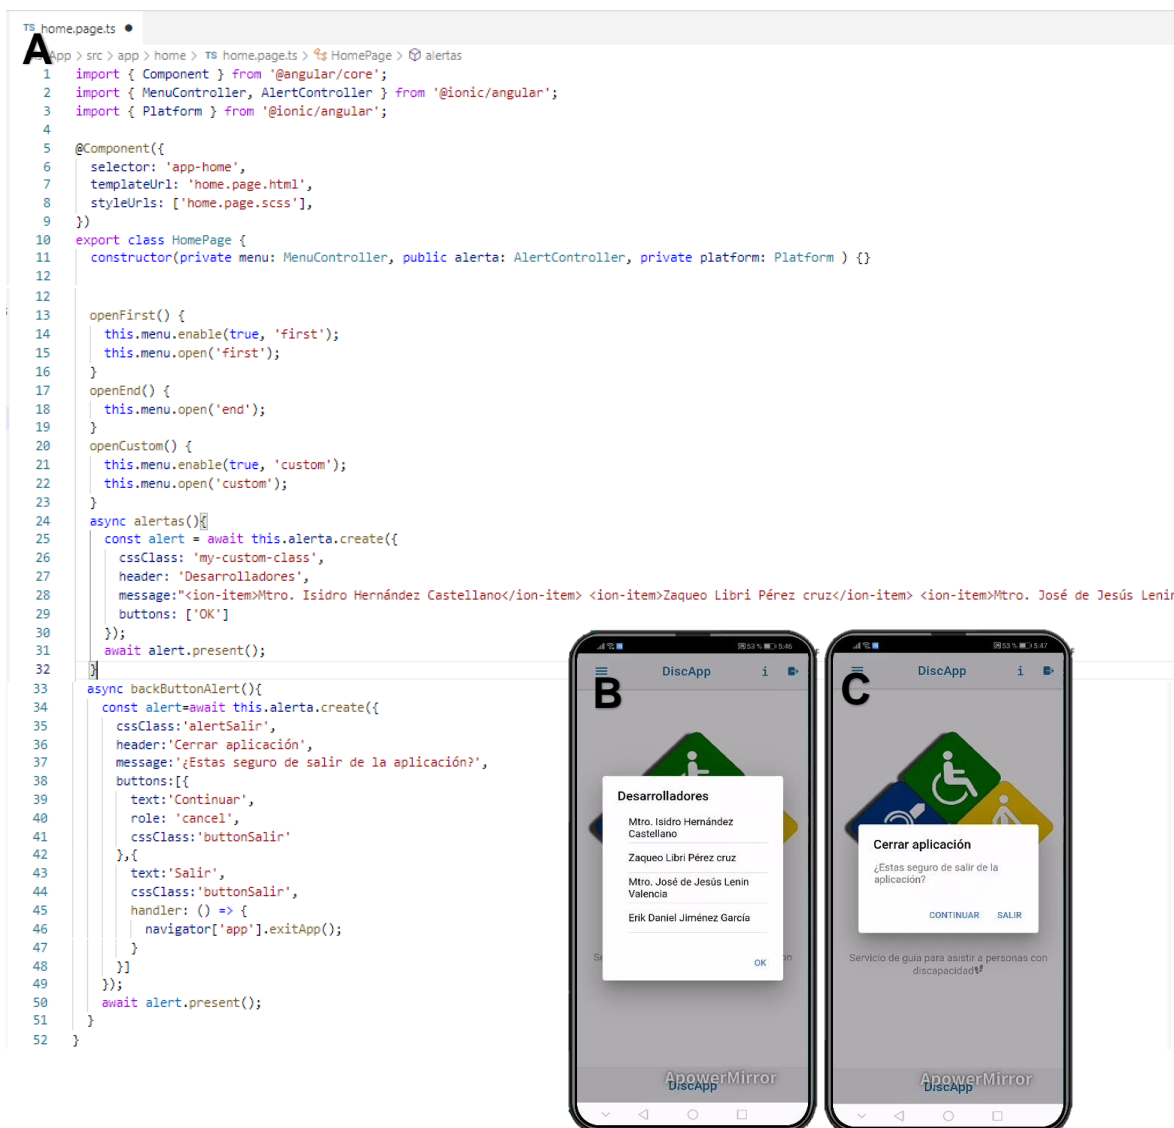 TS home.page.ts ●
A
App > src > app > home > TS home.page.ts > HomePage > alertas
1 import { Component } from '@angular/core';
2 import { MenuController, AlertController } from '@ionic/angular';
3 import { Platform } from '@ionic/angular';
4
5 @Component({
6 selector: 'app-home',
7 templateUrl: 'home.page.html',
8 styleUrls: ['home.page.scss'],
9 })
10 export class HomePage {
11 constructor(private menu: MenuController, public alerta: AlertController, private platform: Platform ) {}
12
12
13 openFirst() {
14 this.menu.enable(true, 'first');
15 this.menu.open('first');
16 }
17 openEnd() {
18 this.menu.open('end');
19 }
20 openCustom() {
21 this.menu.enable(true, 'custom');
22 this.menu.open('custom');
23 }
24 async alertas(){
25 const alert = await this.alerta.create({
26 cssClass: 'my-custom-class',
27 header: 'Desarrolladores',
28 message:"<ion-item>Mtro. Isidro Hernández Castellano</ion-item> <ion-item>Zaqueo Libri Pérez cruz</ion-item> <ion-item>Mtro. José de Jesús Lenin
29 buttons: ['OK']
30 });
31 await alert.present();
32 }
33 async backButtonAlert(){
34 const alert=await this.alerta.create({
35 cssClass:'alertSalir',
36 header:'Cerrar aplicación',
37 message:'¿Estas seguro de salir de la aplicación?',
38 buttons:[{
39 text:'Continuar',
40 role: 'cancel',
41 cssClass:'buttonSalir'
42 },{
43 text:'Salir',
44 cssClass:'buttonSalir',
45 handler: () => {
46 navigator['app'].exitApp();
47 }
48 }]
49 });
50 await alert.present();
51 }
52 }
53 % 5:46
DiscApp i
B
Desarrolladores
Mtro. Isidro Hernández
Castellano
Zaqueo Libri Pérez cruz
Mtro. José de Jesús Lenin
Valencia
Erik Daniel Jiménez García
OK
Se on
ApowerMirror
DiscApp
53 % 5:47
DiscApp i
C
Cerrar aplicación
¿Estas seguro de salir de la
aplicación?
CONTINUAR SALIR
Servicio de guía para asistir a personas con
discapacidad
ApowerMirror
DiscApp